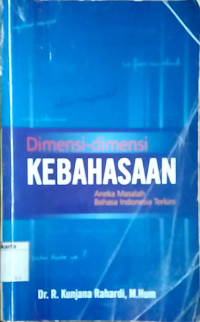 Dimensi-dimensi
KEBAHASAAN
Aneka Masalah
Bahasa Indonesia Terkini
Dr. R. Kunjana Rahardi, M.Hum